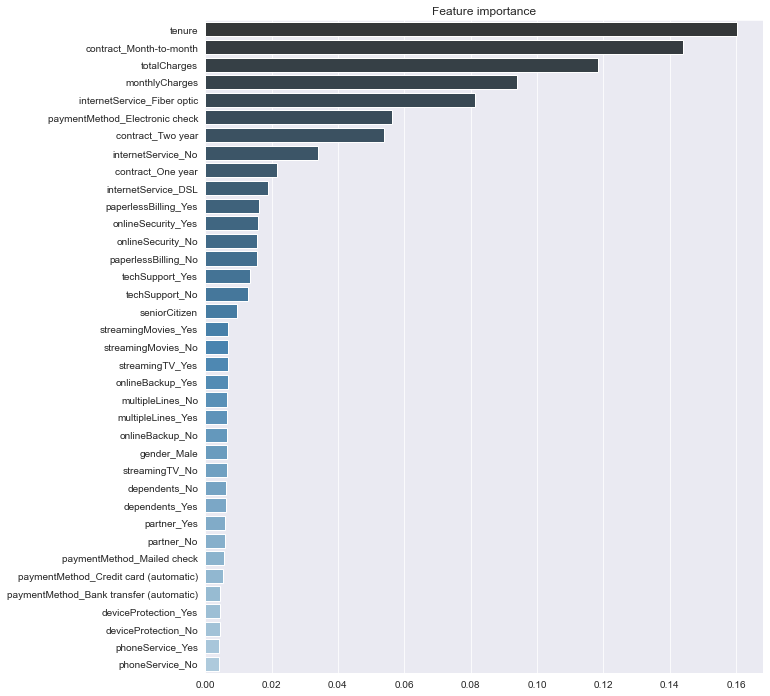 Feature importance
tenure
contract_Month-to-month
totalCharges
monthlyCharges
internetService_Fiber optic
paymentMethod_Electronic check
contract_Two year
internetService_No
contract_One year
internetService_DSL
paperlessBilling_Yes
onlineSecurity_Yes
onlineSecurity_No
paperlessBilling_No
techSupport_Yes
techSupport_No
seniorCitizen
streamingMovies_Yes
streamingMovies_No
streamingTV_Yes
onlineBackup_Yes
multipleLines_No
multipleLines_Yes
onlineBackup_No
gender_Male
streamingTV_No
dependents_No
dependents_Yes
partner_Yes
partner_No
paymentMethod_Mailed check
paymentMethod_Credit card (automatic)
paymentMethod_Bank transfer (automatic)
deviceProtection_Yes
deviceProtection_No
phoneService_Yes
phoneService_No
0.00 0.02 0.04 0.06 0.08 0.10 0.12 0.14 0.16